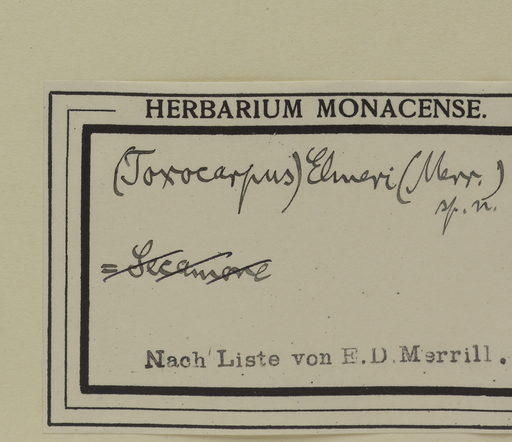 HERBARIUM MONACENSE.
(Toxocarpus) Elmeri (Merr.)
sp. n.
= Secamone
Nach Liste von E.D.Merrill.